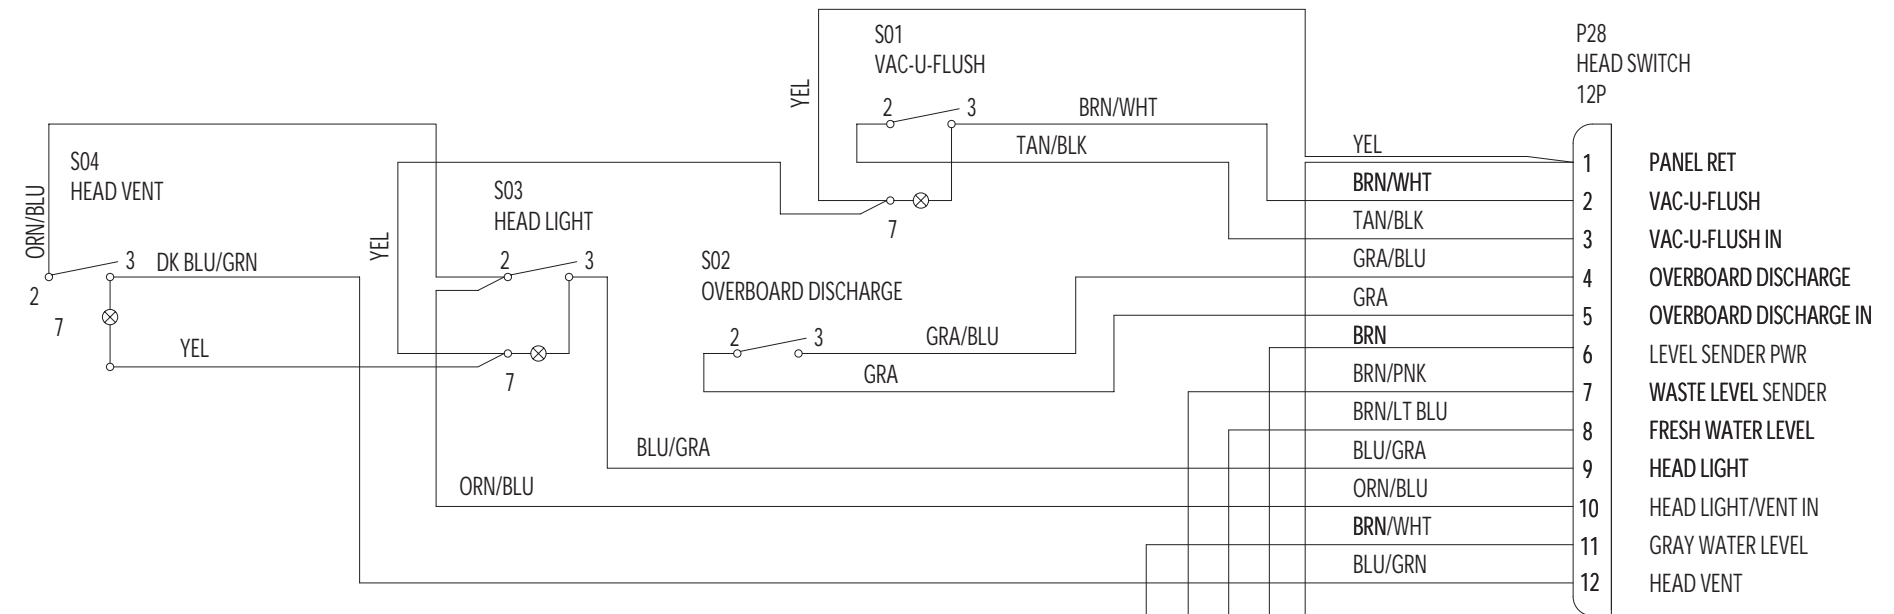 S01
VAC-U-FLUSH
YEL
2
3
BRN/WHT
TAN/BLK
7
S04
HEAD VENT
ORN/BLU
2
3
DK BLU/GRN
7
YEL
YEL
S03
HEAD LIGHT
2
3
7
BLU/GRA
ORN/BLU
S02
OVERBOARD DISCHARGE
2
3
GRA/BLU
GRA
P28
HEAD SWITCH
12P
YEL 1 PANEL RET
BRN/WHT 2 VAC-U-FLUSH
TAN/BLK 3 VAC-U-FLUSH IN
GRA/BLU 4 OVERBOARD DISCHARGE
GRA 5 OVERBOARD DISCHARGE IN
BRN 6 LEVEL SENDER PWR
BRN/PNK 7 WASTE LEVEL SENDER
BRN/LT BLU 8 FRESH WATER LEVEL
BLU/GRA 9 HEAD LIGHT
ORN/BLU 10 HEAD LIGHT/VENT IN
BRN/WHT 11 GRAY WATER LEVEL
BLU/GRN 12 HEAD VENT